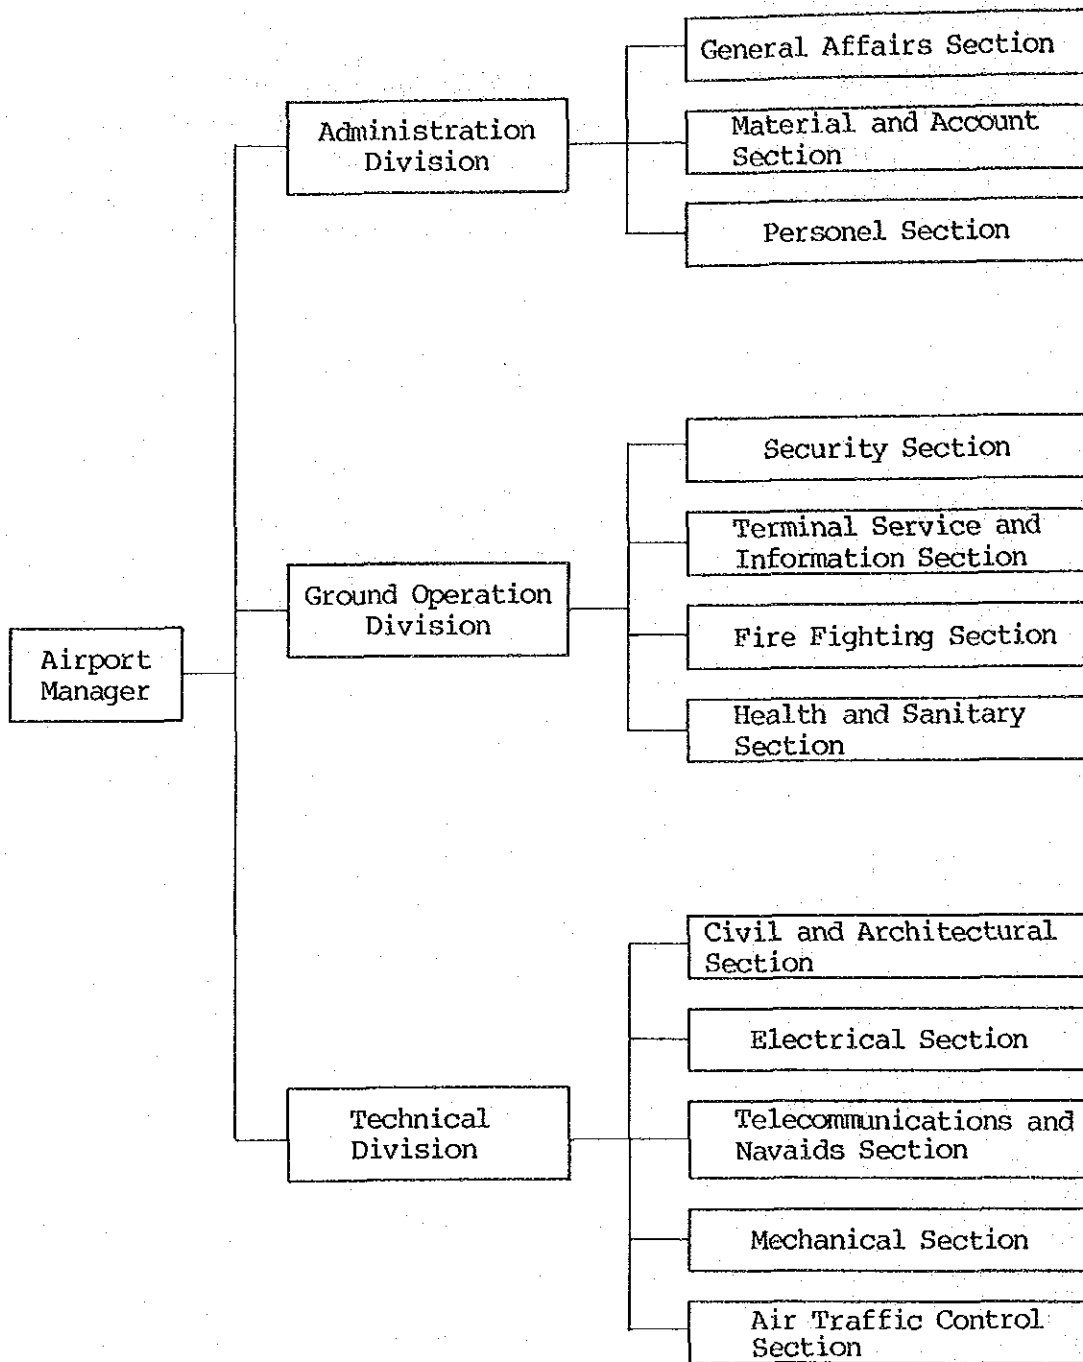 Airport
Manager
Administration
Division
General Affairs Section
Material and Account
Section
Personel Section
Ground Operation
Division
Security Section
Terminal Service and
Information Section
Fire Fighting Section
Health and Sanitary
Section
Technical
Division
Civil and Architectural
Section
Electrical Section
Telecommunications and
Navaids Section
Mechanical Section
Air Traffic Control
Section